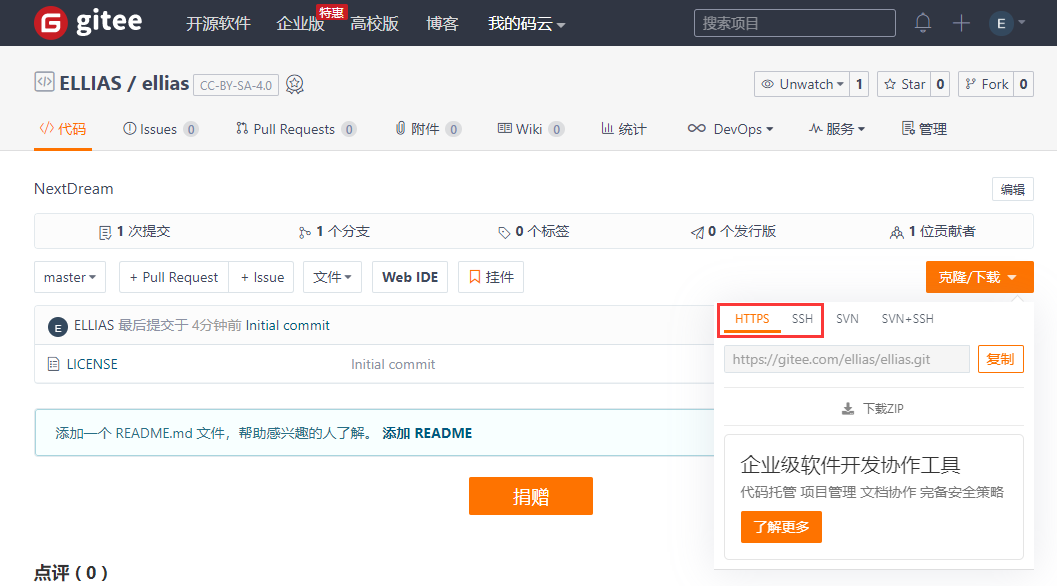 gitee 开源软件 企业版 特惠 高校版 博客 我的码云 搜索项目 E
ELLIAS / ellias CC-BY-SA-4.0 Unwatch 1 Star 0 Fork 0
代码 Issues 0 Pull Requests 0 附件 0 Wiki 0 统计 DevOps 服务 管理
NextDream 编辑
1 次提交 1 个分支 0 个标签 0 个发行版 1 位贡献者
master + Pull Request + Issue 文件 Web IDE 挂件 克隆/下载
HTTPS SSH SVN SVN+SSH
E ELLIAS 最后提交于 4分钟前 Initial commit
https://gitee.com/ellias/ellias.git 复制
LICENSE Initial commit
下载ZIP
添加一个 README.md 文件，帮助感兴趣的人了解。 添加 README
企业级软件开发协作工具
代码托管 项目管理 文档协作 完备安全策略
捐赠
了解更多
点评 ( 0 )